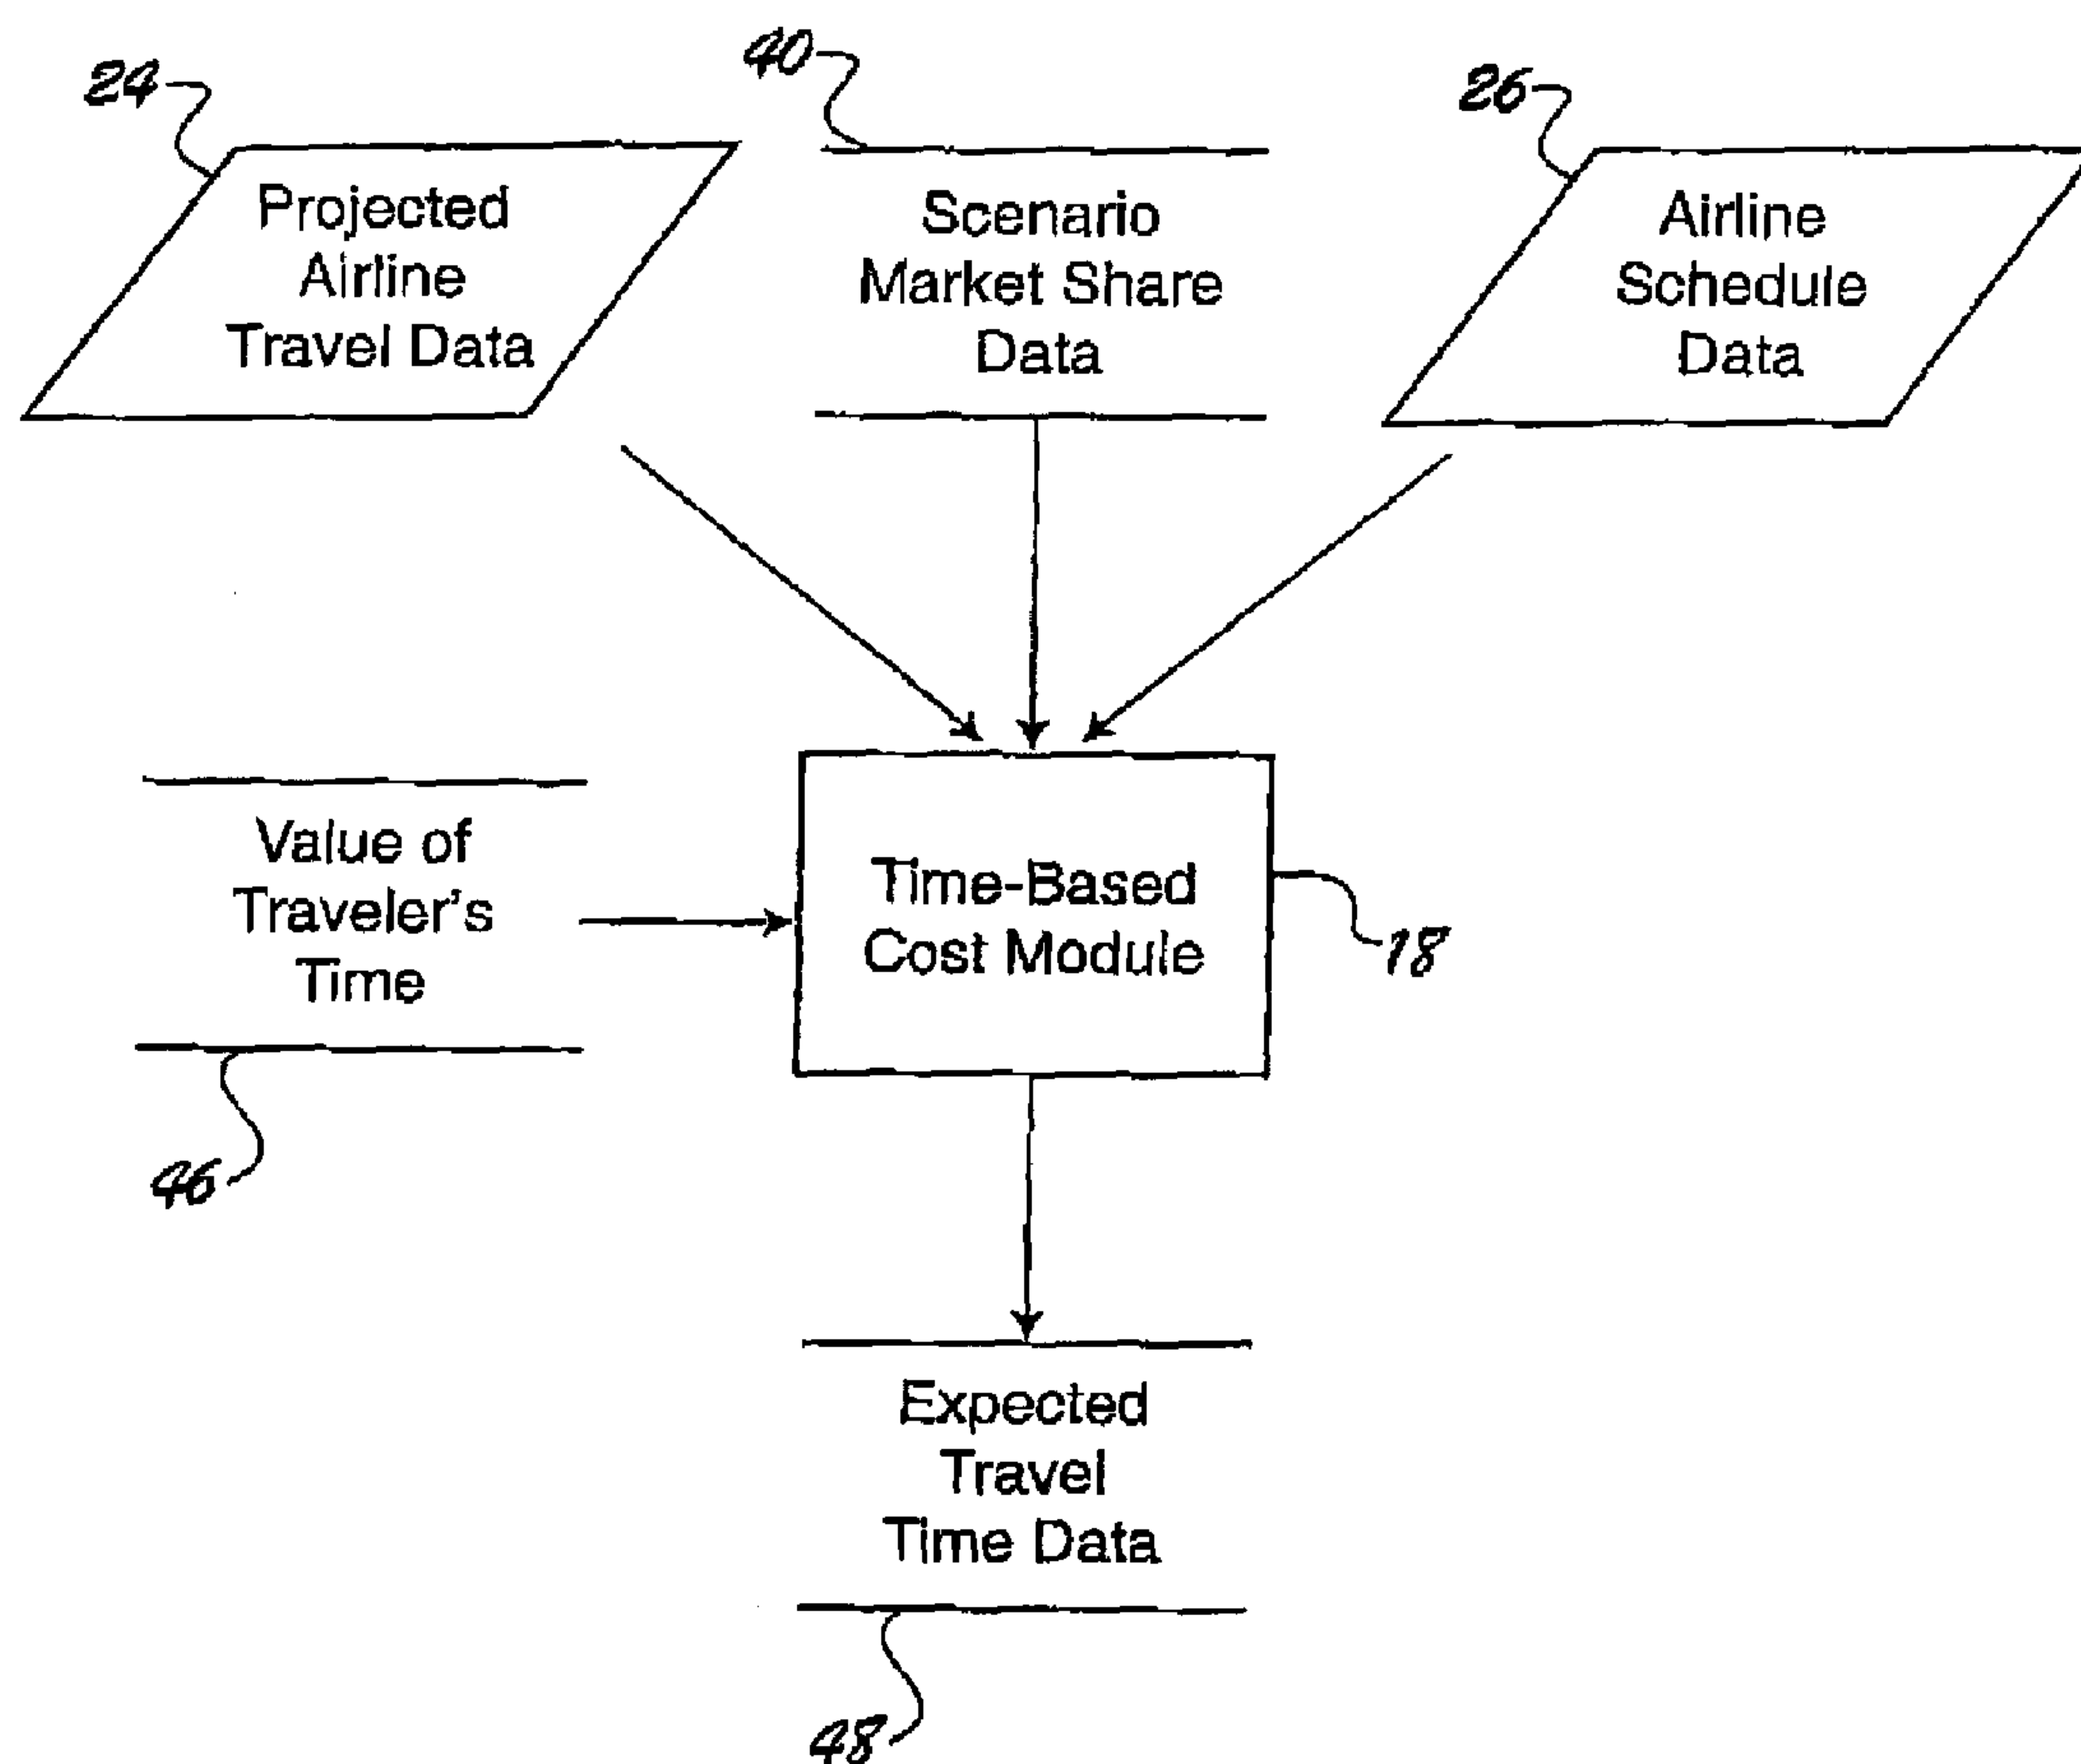 24
40
26
Projected
Airline
Travel Data
Scenario
Market Share
Data
Airline
Schedule
Data
Value of
Traveler's
Time
Time-Based
Cost Module
18
46
Expected
Travel
Time Data
48